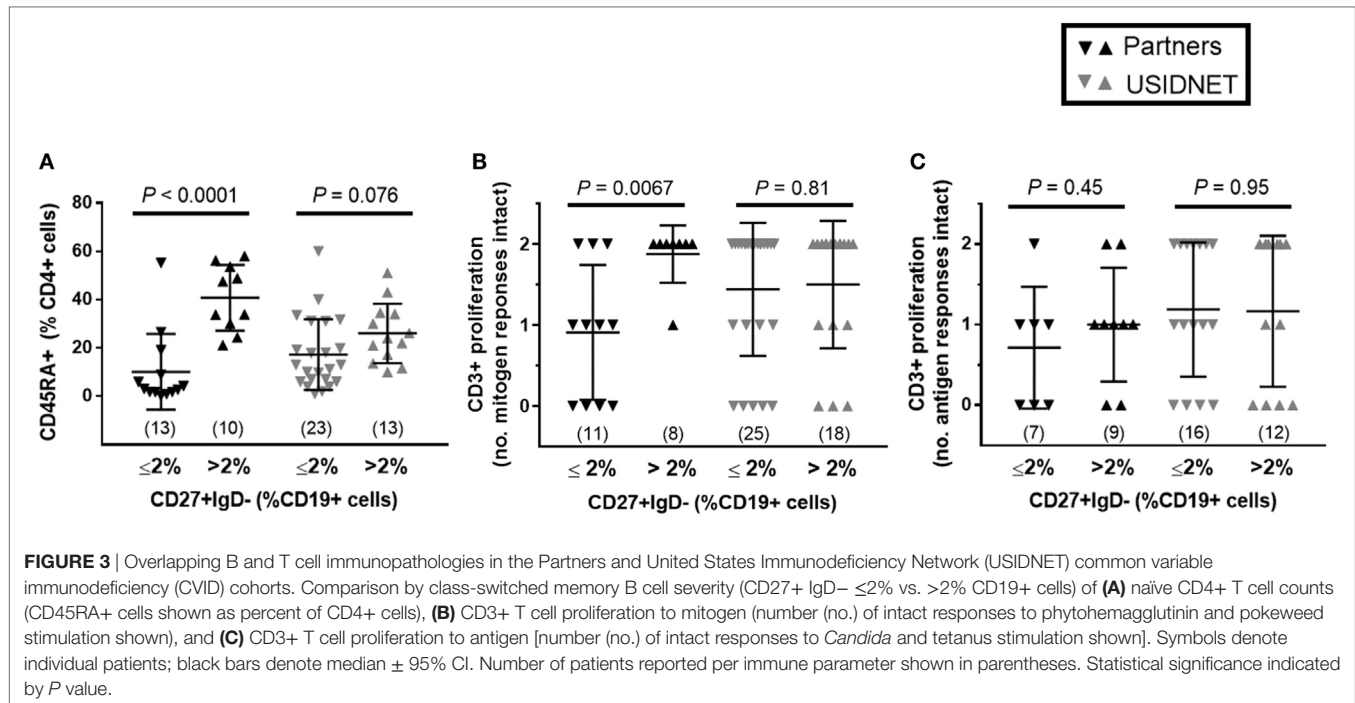 ▼▲ Partners
▼▲ USIDNET
A
P < 0.0001
P = 0.076
CD45RA+ (% CD4+ cells)
80
60
40
20
0
(13)
(10)
(23)
(13)
≤2%
>2%
≤2%
>2%
CD27+IgD- (%CD19+ cells)
B
P = 0.0067
P = 0.81
CD3+ proliferation
(no. mitogen reponses intact)
2
1
0
(11)
(8)
(25)
(18)
≤ 2%
> 2%
≤ 2%
> 2%
CD27+IgD- (%CD19+ cells)
C
P = 0.45
P = 0.95
CD3+ proliferation
(no. antigen responses intact)
2
1
0
(7)
(9)
(16)
(12)
≤2%
>2%
≤2%
>2%
CD27+IgD- (%CD19+ cells)
FIGURE 3 | Overlapping B and T cell immunopathologies in the Partners and United States Immunodeficiency Network (USIDNET) common variable
immunodeficiency (CVID) cohorts. Comparison by class-switched memory B cell severity (CD27+ IgD− ≤2% vs. >2% CD19+ cells) of (A) naïve CD4+ T cell counts
(CD45RA+ cells shown as percent of CD4+ cells), (B) CD3+ T cell proliferation to mitogen (number (no.) of intact responses to phytohemagglutinin and pokeweed
stimulation shown), and (C) CD3+ T cell proliferation to antigen [number (no.) of intact responses to Candida and tetanus stimulation shown]. Symbols denote
individual patients; black bars denote median ± 95% CI. Number of patients reported per immune parameter shown in parentheses. Statistical significance indicated
by P value.